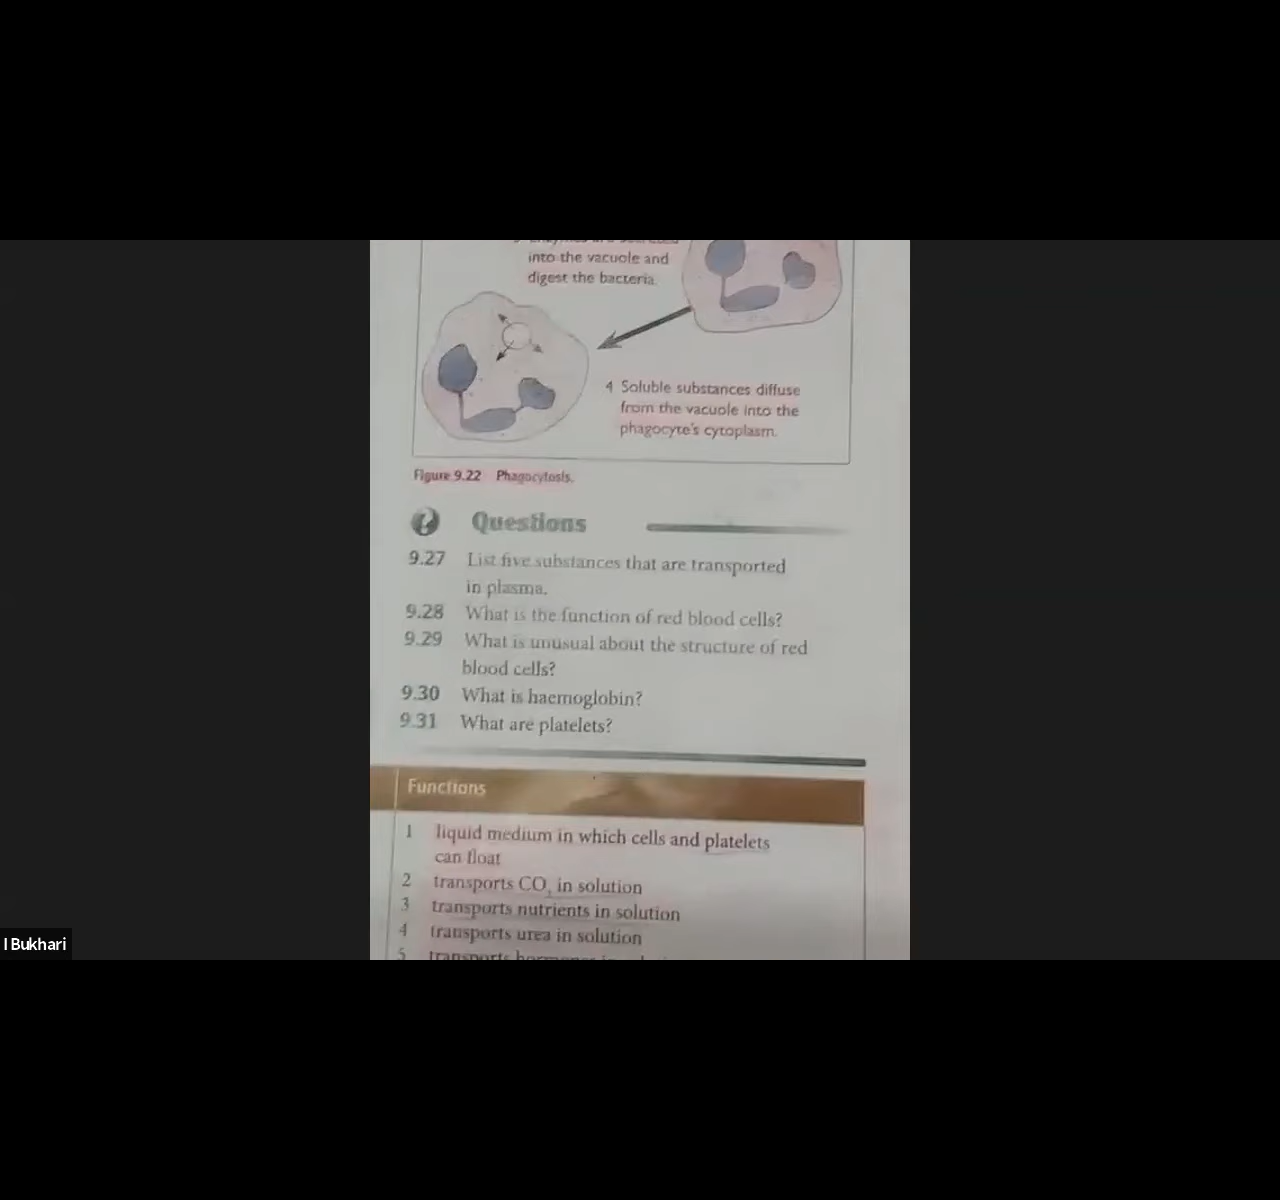 into the vacuole and
digest the bacteria.
4 Soluble substances diffuse
from the vacuole into the
phagocyte's cytoplasm.
Figure 9.22 Phagocytosis.
Questions
9.27 List five substances that are transported
in plasma.
9.28 What is the function of red blood cells?
9.29 What is unusual about the structure of red
blood cells?
9.30 What is haemoglobin?
9.31 What are platelets?
Functions
1 liquid medium in which cells and platelets
can float
2 transports CO₂ in solution
3 transports nutrients in solution
4 transports urea in solution
5 transports
I Bukhari